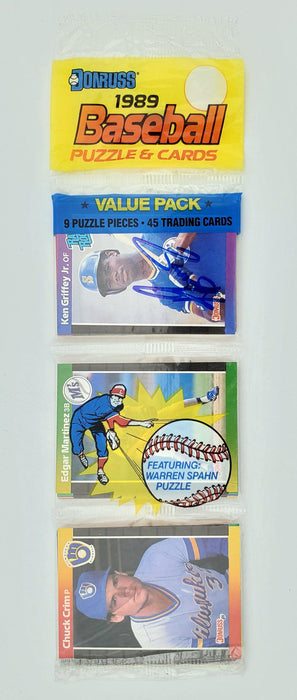 DONRUSS
1989
Baseball
PUZZLE & CARDS
VALUE PACK
9 PUZZLE PIECES • 45 TRADING CARDS
Ken Griffey Jr. OF
DONRUSS
Edgar Martinez 3B
M's
FEATURING:
WARREN SPAHN
PUZZLE
Chuck Crim P
BREWERS
DONRUSS